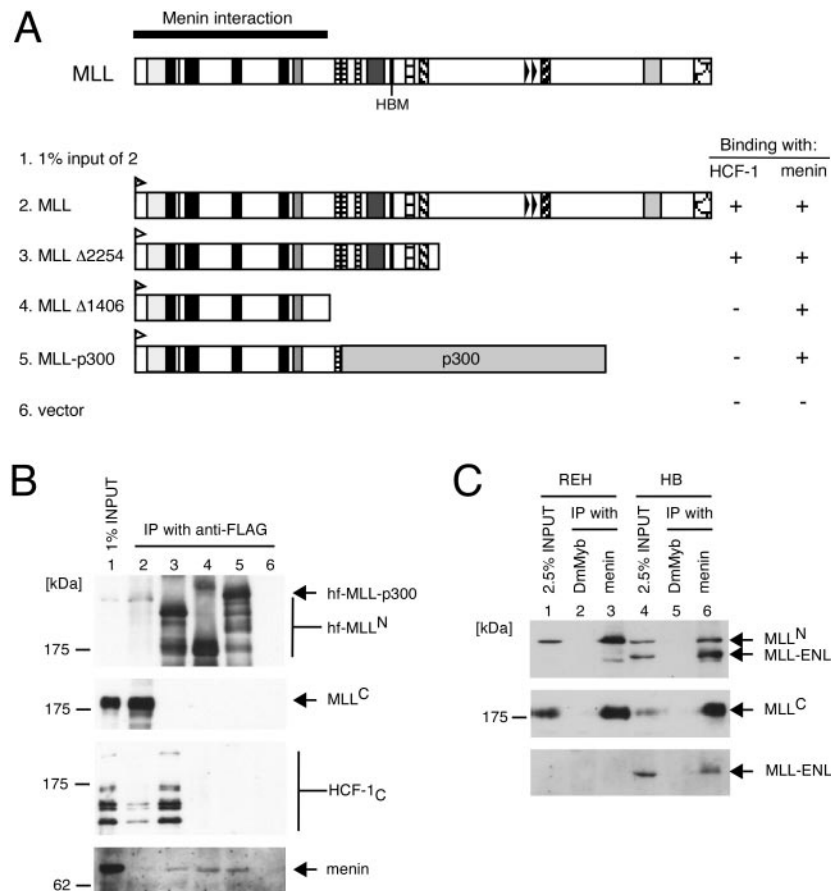 A
Menin interaction
MLL
HBM
Binding with:
HCF-1 menin
1. 1% input of 2
2. MLL + +
3. MLL Δ2254 + +
4. MLL Δ1406 - +
5. MLL-p300 p300 - +
6. vector - -
B
1% INPUT
IP with anti-FLAG
1 2 3 4 5 6
[kDa]
hf-MLL-p300
hf-MLLᴺ
175
MLLᶜ
175
175
HCF-1C
menin
62
C
REH HB
2.5% INPUT IP with 2.5% INPUT IP with
DmMyb menin DmMyb menin
1 2 3 4 5 6
[kDa]
MLLᴺ
MLL-ENL
175
MLLᶜ
MLL-ENL